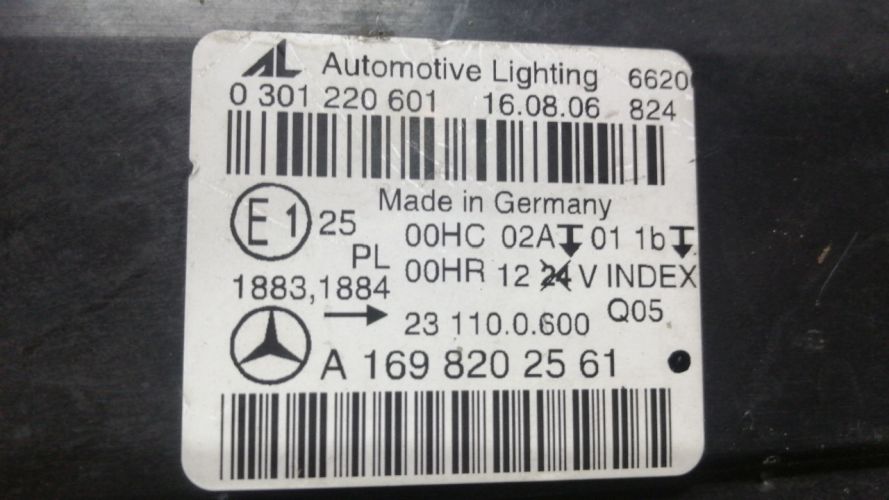 AL Automotive Lighting 6620
0 301 220 601 16.08.06 824
Made in Germany
E1 25 00HC 02A 01 1b
PL 00HR 12 24 V INDEX
1883,1884 Q05
23 110.0.600
A 169 820 25 61